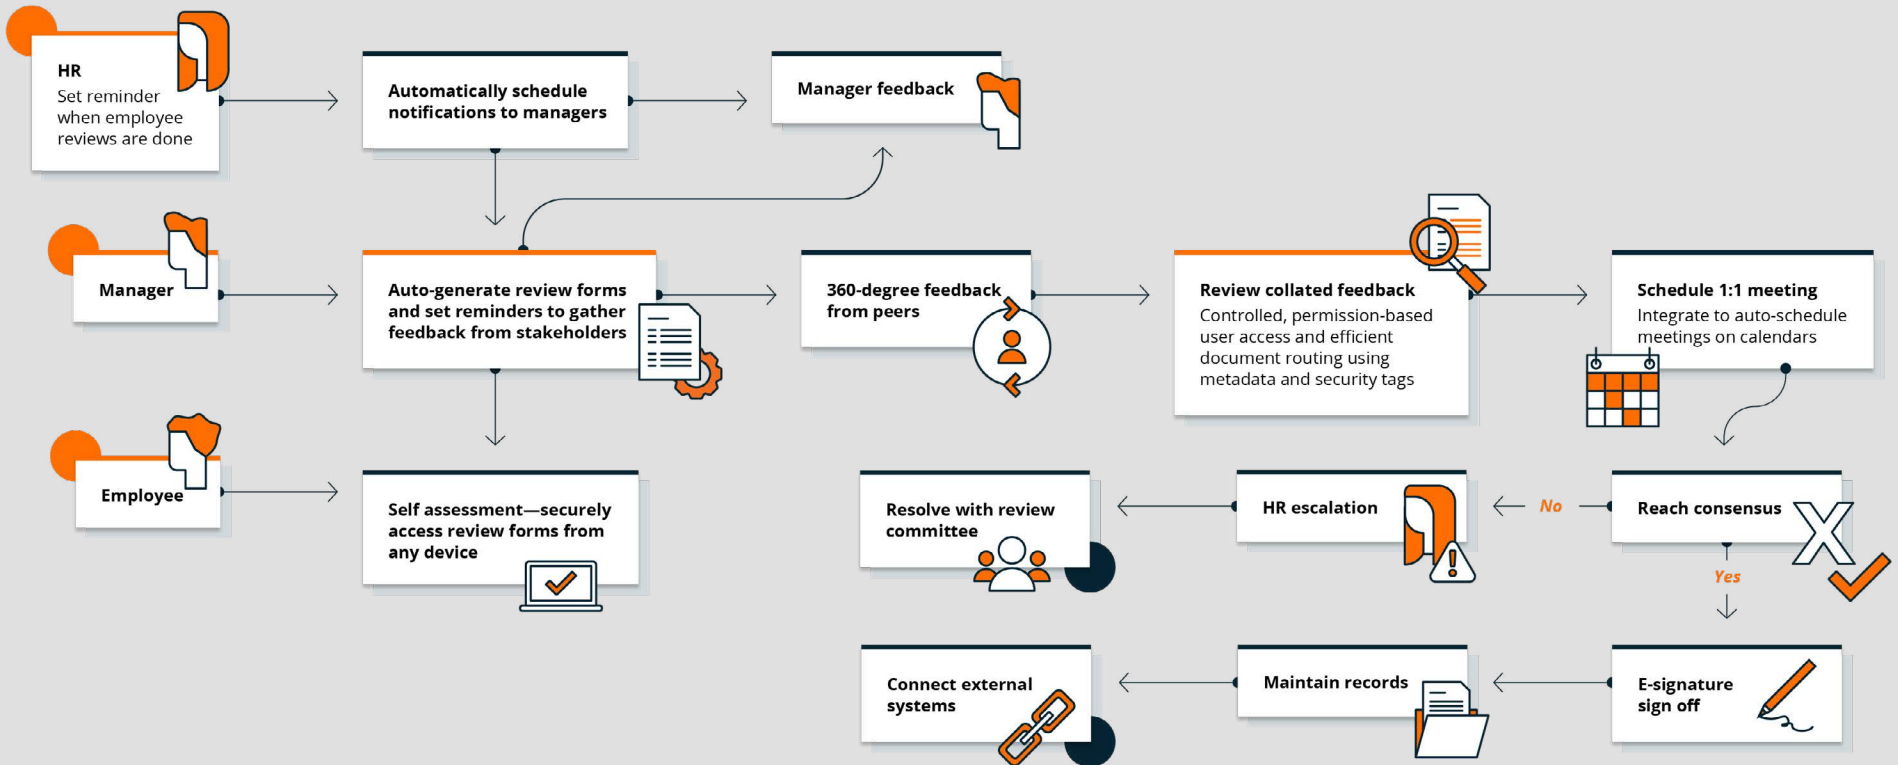 HR
Set reminder
when employee
reviews are done
Automatically schedule
notifications to managers
Manager feedback
Manager
Auto-generate review forms
and set reminders to gather
feedback from stakeholders
360-degree feedback
from peers
Review collated feedback
Controlled, permission-based
user access and efficient
document routing using
metadata and security tags
Schedule 1:1 meeting
Integrate to auto-schedule
meetings on calendars
Employee
Self assessment—securely
access review forms from
any device
Resolve with review
committee
HR escalation
No
Reach consensus
Yes
Connect external
systems
Maintain records
E-signature
sign off